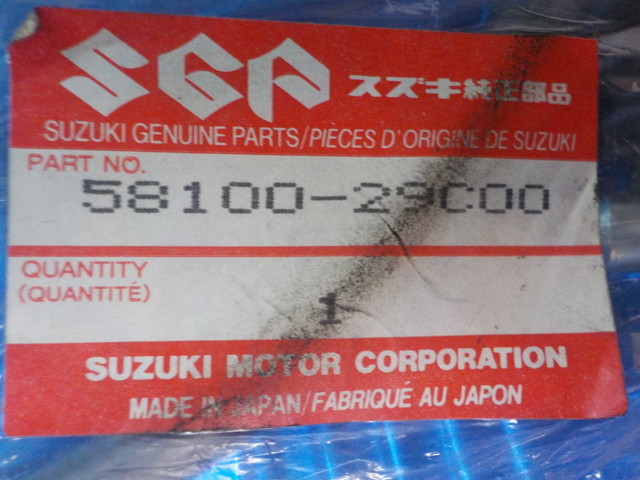 SGP スズキ純正部品
SUZUKI GENUINE PARTS/PIÈCES D'ORIGINE DE SUZUKI
PART NO.
58100-29C00
QUANTITY
(QUANTITÉ)
1
SUZUKI MOTOR CORPORATION
MADE IN JAPAN/FABRIQUÉ AU JAPON